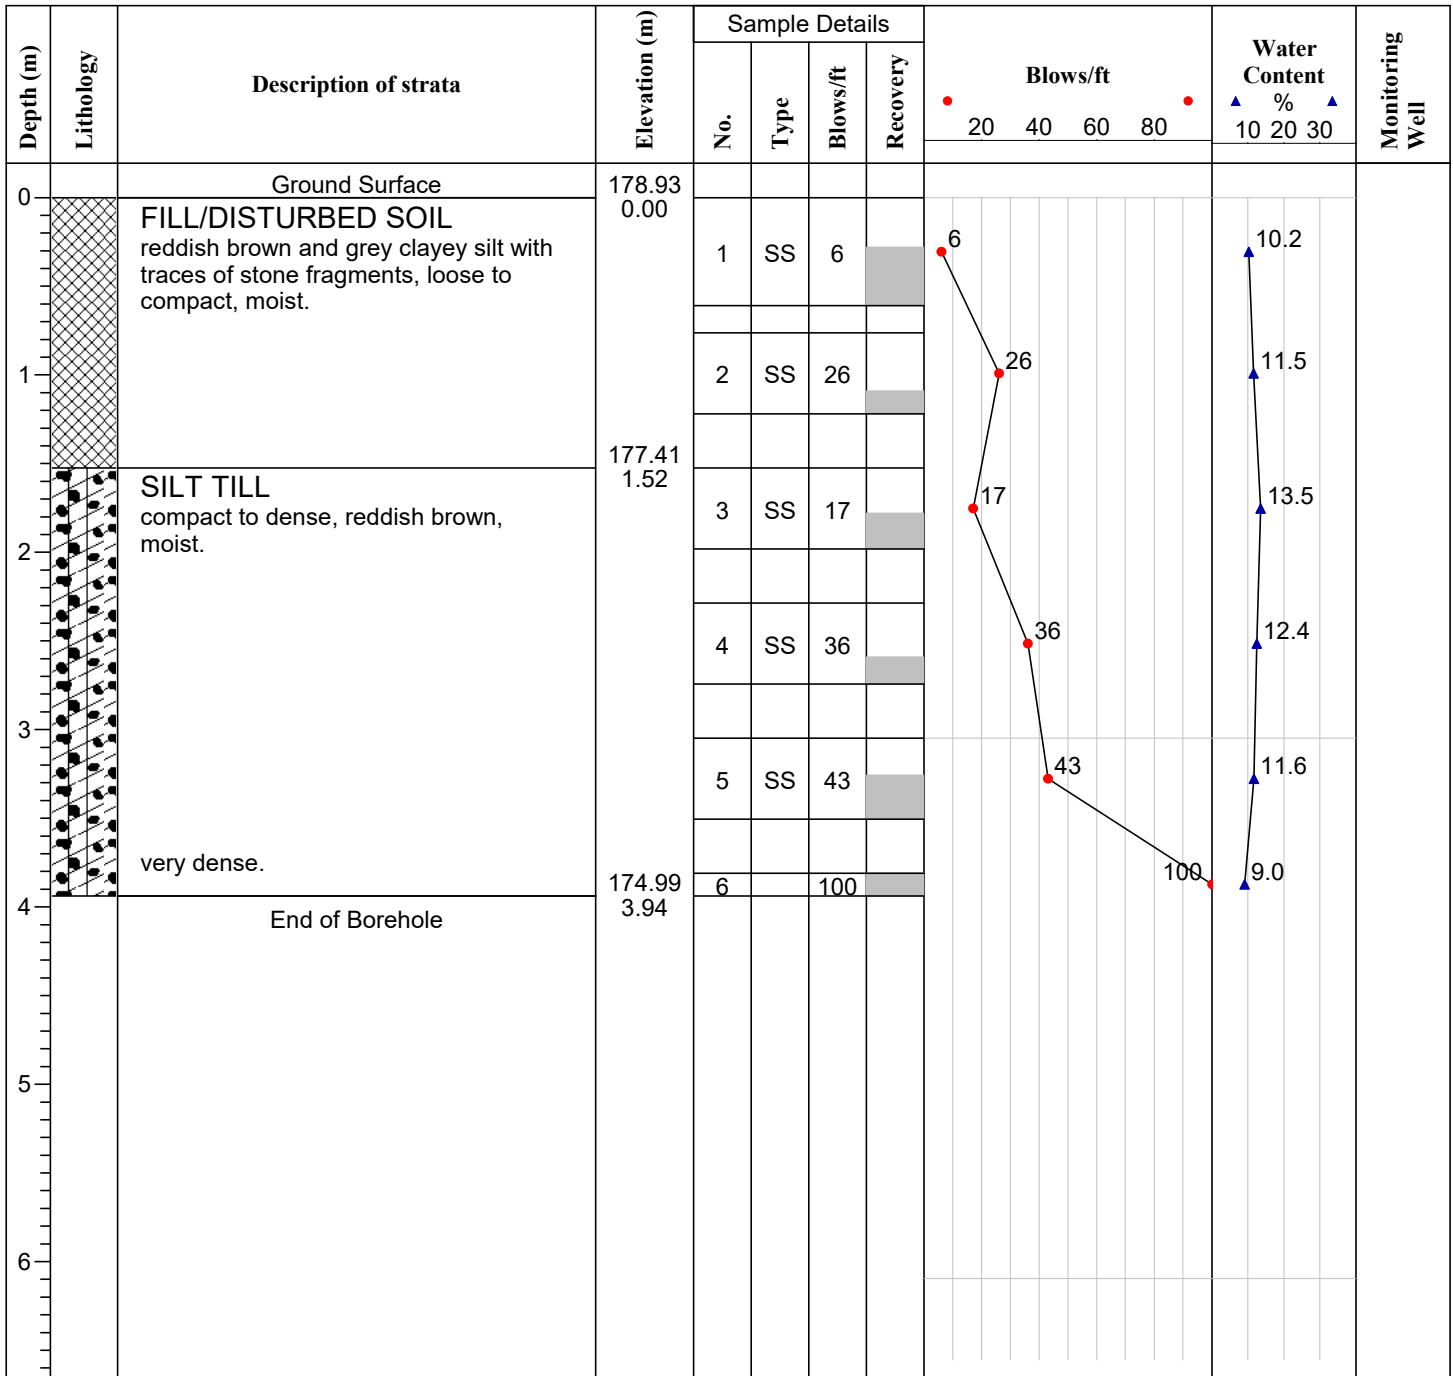 Depth (m)
Lithology
Description of strata
Elevation (m)
Sample Details
No.
Type
Blows/ft
Recovery
Blows/ft
20 40 60 80
Water
Content
%
10 20 30
Monitoring
Well
Ground Surface
178.93
0
0.00
FILL/DISTURBED SOIL
reddish brown and grey clayey silt with
traces of stone fragments, loose to
compact, moist.
1 SS 6
6
10.2
1
2 SS 26
26
11.5
177.41
1.52
SILT TILL
compact to dense, reddish brown,
moist.
3 SS 17
17
13.5
2
4 SS 36
36
12.4
3
5 SS 43
43
11.6
very dense.
174.99
6 100
100
9.0
4
3.94
End of Borehole
5
6